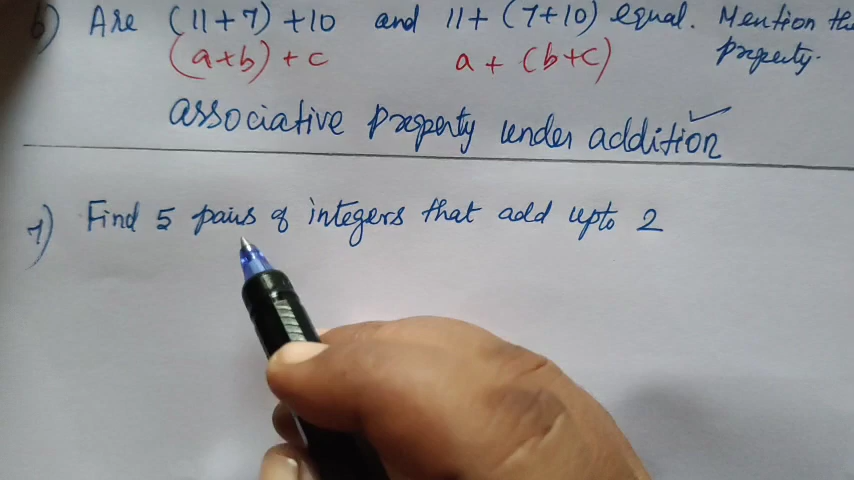 6) Are (11+7) +10 and 11+ (7+10) equal. Mention the
(a+b) + c a + (b+c) property.
associative property under addition ✓
7) Find 5 pairs of integers that add upto 2